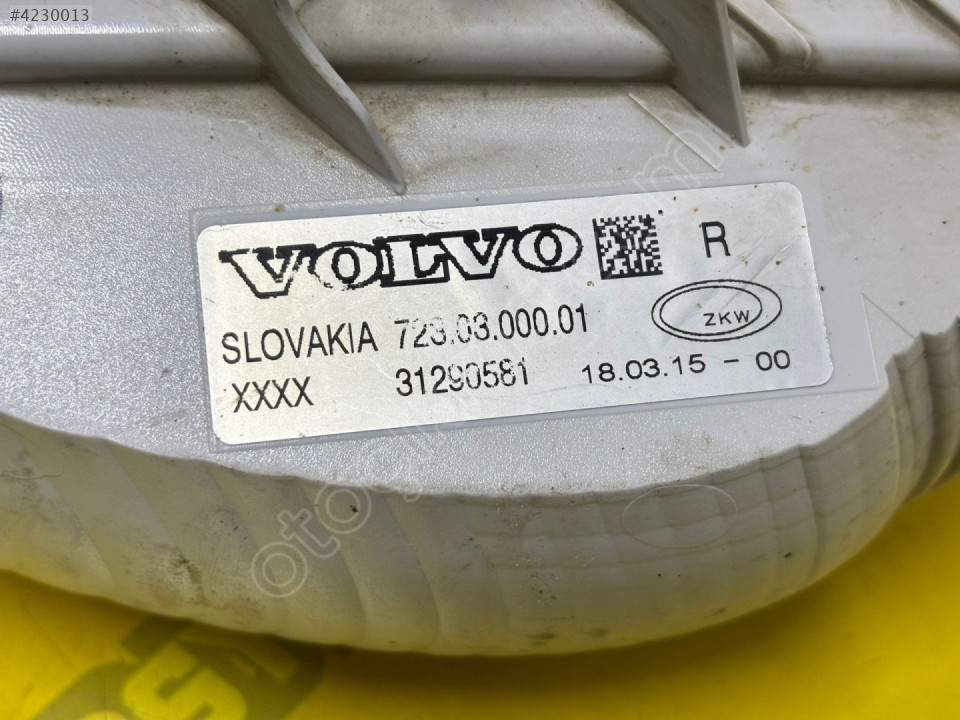 #4230013
VOLVO
R
ZKW
SLOVAKIA 723.03.000.01
XXXX 31290581 18.03.15 - 00